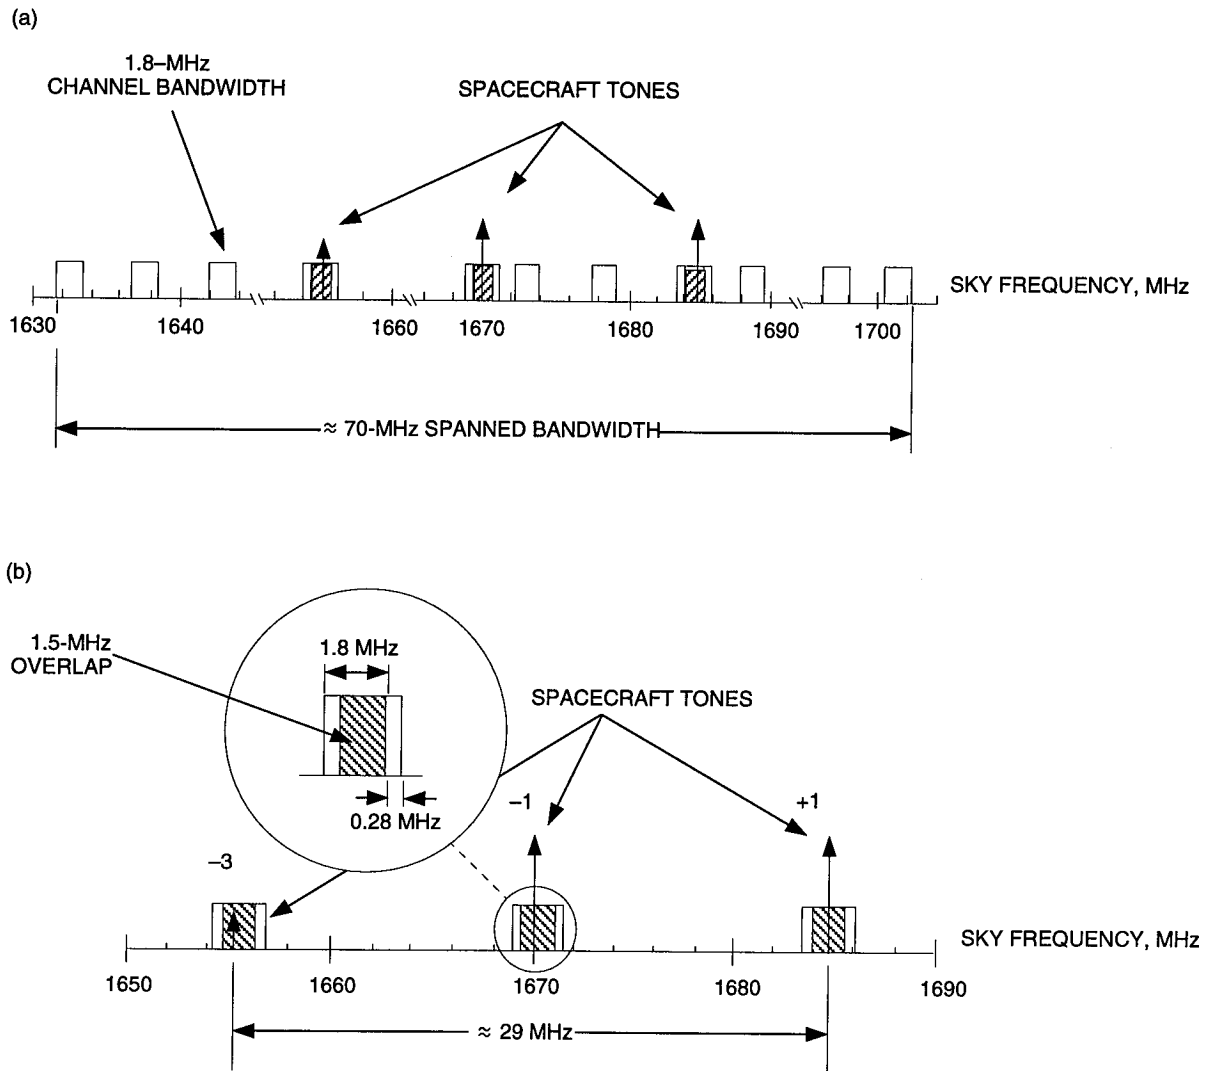 (a)
1.8–MHz
CHANNEL BANDWIDTH
SPACECRAFT TONES
SKY FREQUENCY, MHz
1630
1640
1660
1670
1680
1690
1700
≈ 70-MHz SPANNED BANDWIDTH
(b)
1.5-MHz
OVERLAP
1.8 MHz
0.28 MHz
SPACECRAFT TONES
–3
–1
+1
SKY FREQUENCY, MHz
1650
1660
1670
1680
1690
≈ 29 MHz